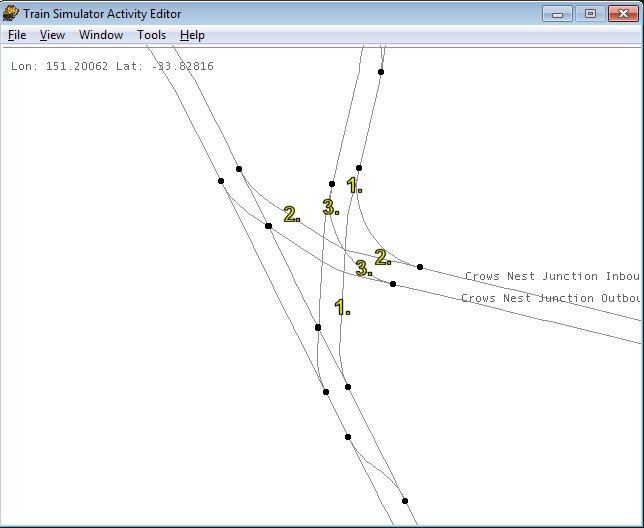 Train Simulator Activity Editor
File View Window Tools Help
Lon: 151.20062 Lat: -33.82816
1.
3.
2.
2.
3.
Crows Nest Junction Inbou
Crows Nest Junction Outbou
1.